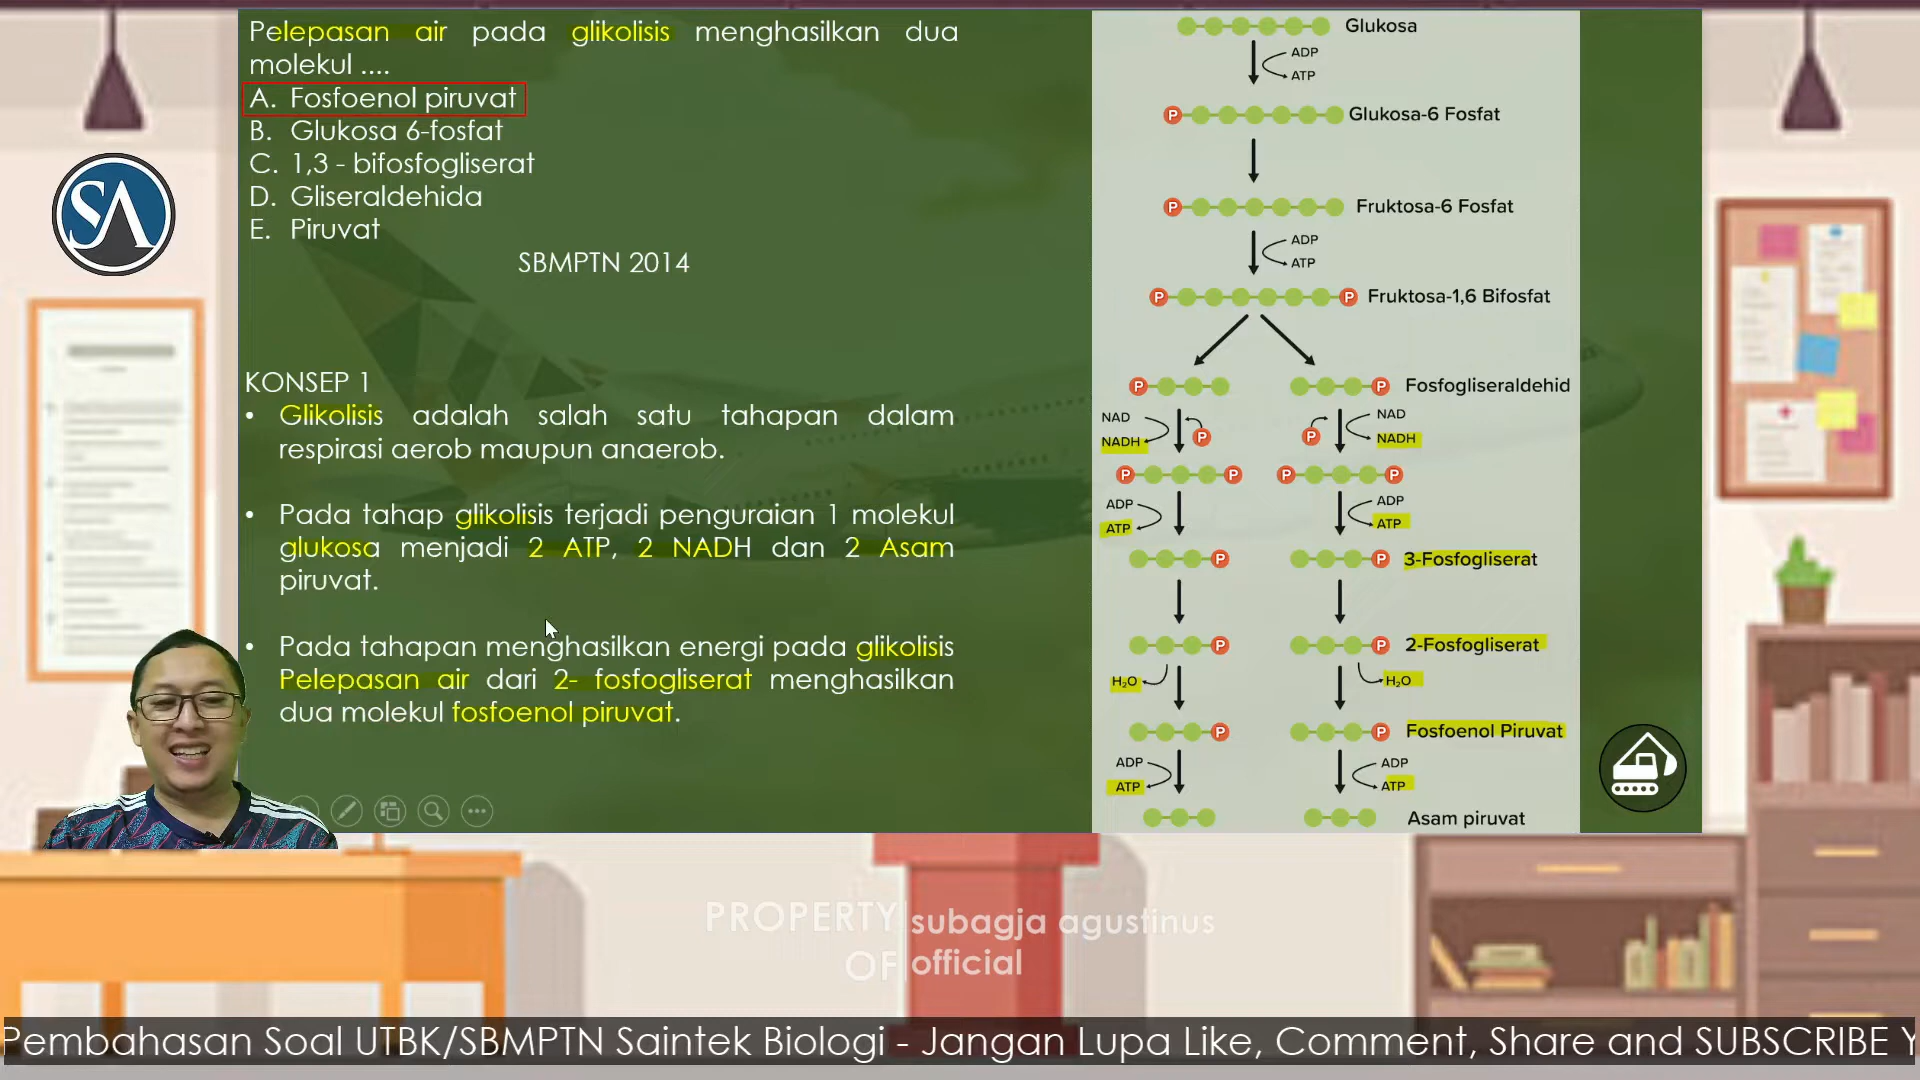 Pelepasan air pada glikolisis menghasilkan dua
molekul ....
A. Fosfoenol piruvat
B. Glukosa 6-fosfat
C. 1,3 - bifosfogliserat
D. Gliseraldehida
E. Piruvat
SBMPTN 2014
KONSEP 1
• Glikolisis adalah salah satu tahapan dalam
respirasi aerob maupun anaerob.
• Pada tahap glikolisis terjadi penguraian 1 molekul
glukosa menjadi 2 ATP, 2 NADH dan 2 Asam
piruvat.
• Pada tahapan menghasilkan energi pada glikolisis
Pelepasan air dari 2- fosfogliserat menghasilkan
dua molekul fosfoenol piruvat.
SA
Glukosa
ADP
ATP
P Glukosa-6 Fosfat
P Fruktosa-6 Fosfat
ADP
ATP
P P Fruktosa-1,6 Bifosfat
P P Fosfogliseraldehid
NAD NAD
NADH P P NADH
P P P P
ADP ADP
ATP ATP
P P 3-Fosfogliserat
P P 2-Fosfogliserat
H₂O H₂O
P P Fosfoenol Piruvat
ADP ADP
ATP ATP
Asam piruvat
PROPERTY subagja agustinus
OF official
Pembahasan Soal UTBK/SBMPTN Saintek Biologi - Jangan Lupa Like, Comment, Share and SUBSCRIBE Y